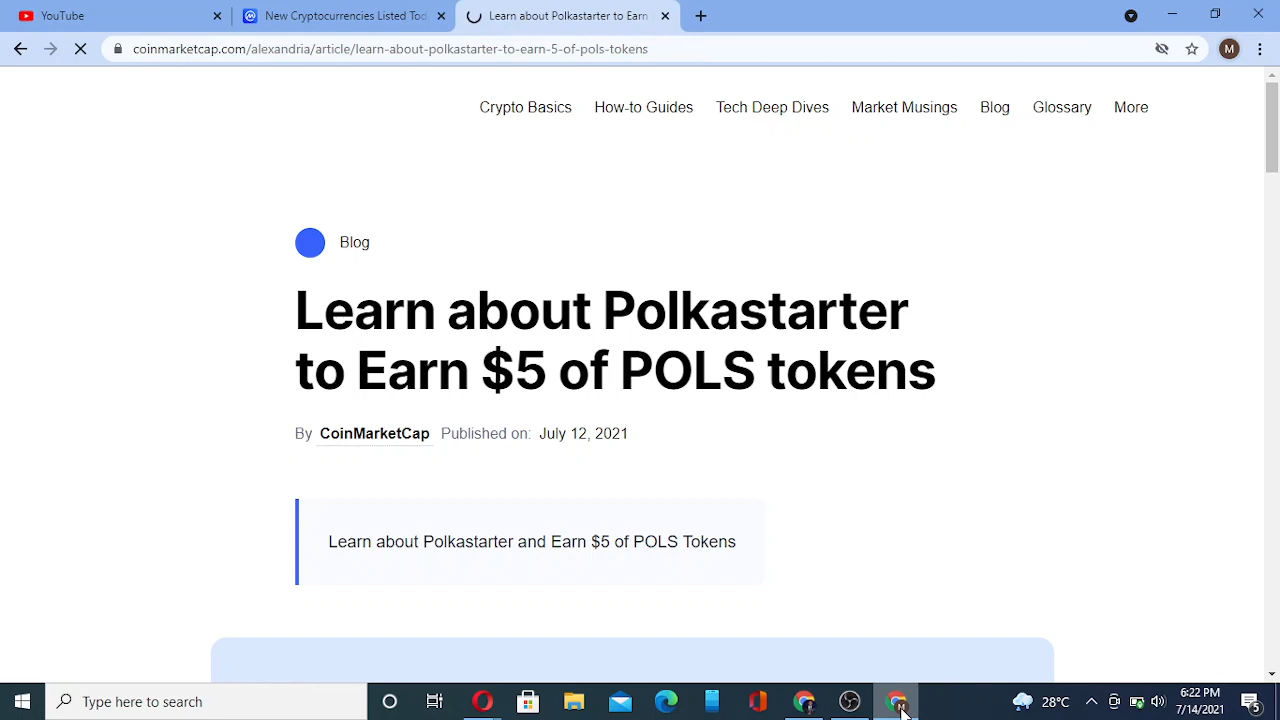 YouTube
New Cryptocurrencies Listed Tod
Learn about Polkastarter to Earn
coinmarketcap.com/alexandria/article/learn-about-polkastarter-to-earn-5-of-pols-tokens
M
Crypto Basics How-to Guides Tech Deep Dives Market Musings Blog Glossary More
Blog
Learn about Polkastarter
to Earn $5 of POLS tokens
By CoinMarketCap Published on: July 12, 2021
Learn about Polkastarter and Earn $5 of POLS Tokens
Type here to search
28°C
6:22 PM
7/14/2021
5